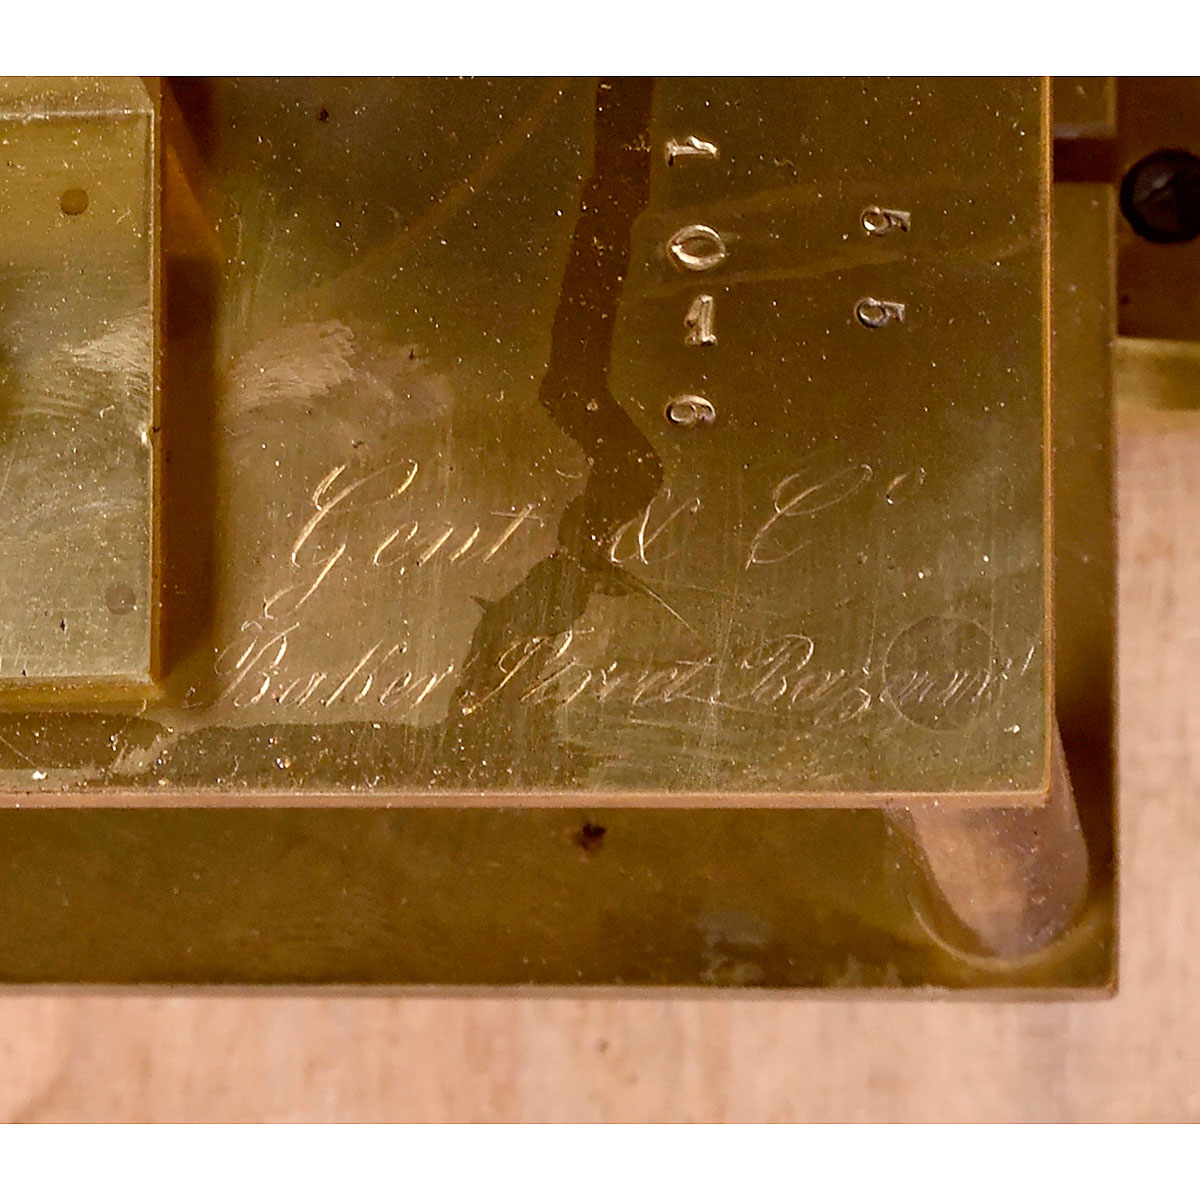 1016
55
Gent & Co
Baker Street Bazaar